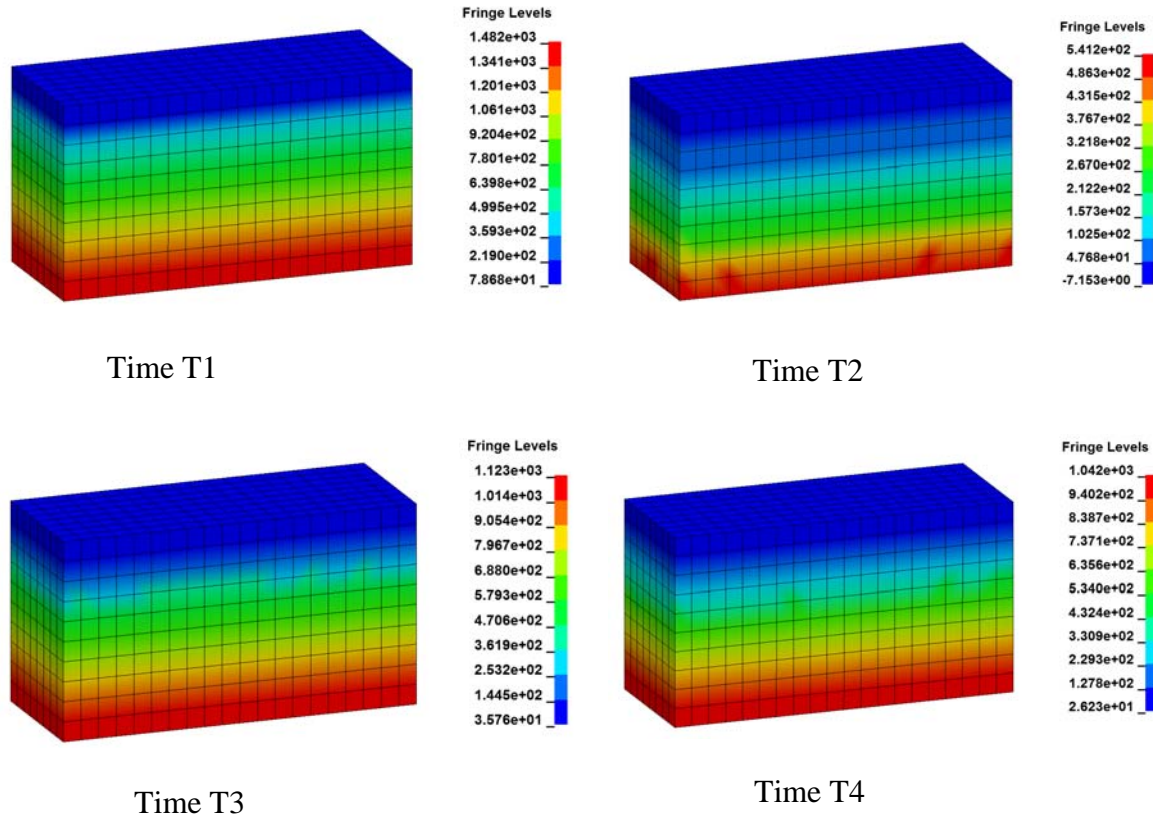 Fringe Levels
1.482e+03
1.341e+03
1.201e+03
1.061e+03
9.204e+02
7.801e+02
6.398e+02
4.995e+02
3.593e+02
2.190e+02
7.868e+01
Time T1
Fringe Levels
5.412e+02
4.863e+02
4.315e+02
3.767e+02
3.218e+02
2.670e+02
2.122e+02
1.573e+02
1.025e+02
4.768e+01
-7.153e+00
Time T2
Fringe Levels
1.123e+03
1.014e+03
9.054e+02
7.967e+02
6.880e+02
5.793e+02
4.706e+02
3.619e+02
2.532e+02
1.445e+02
3.576e+01
Time T3
Fringe Levels
1.042e+03
9.402e+02
8.387e+02
7.371e+02
6.356e+02
5.340e+02
4.324e+02
3.309e+02
2.293e+02
1.278e+02
2.623e+01
Time T4